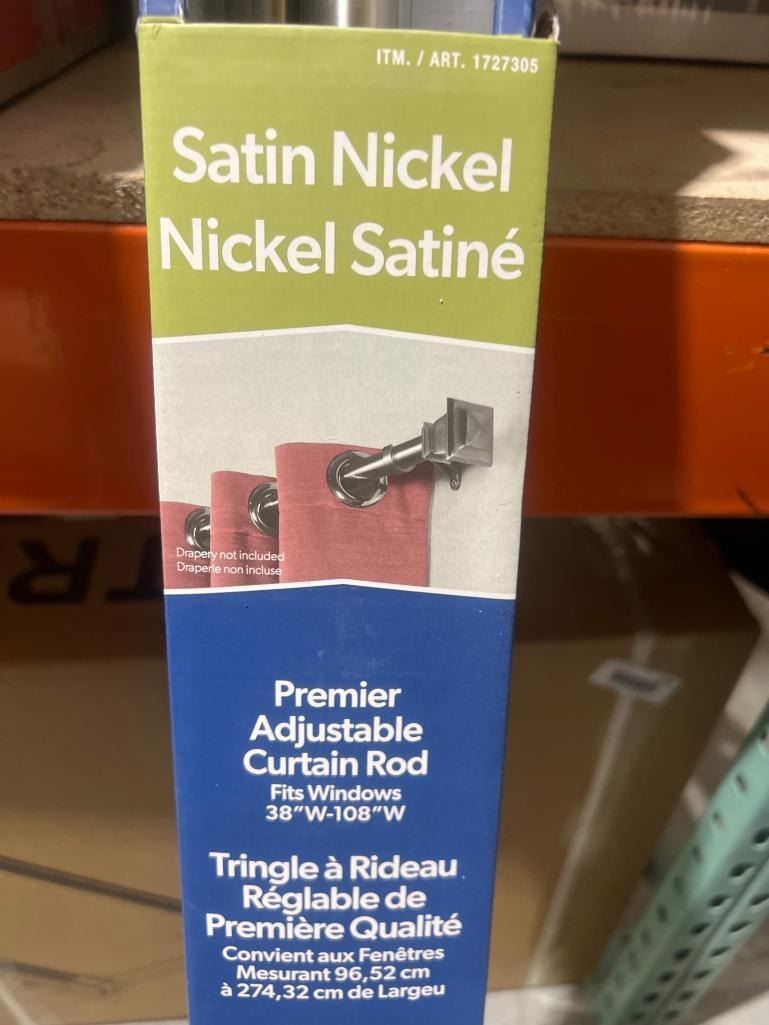 ITM. / ART. 1727305
Satin Nickel
Nickel Satiné
Drapery not included
Draperie non incluse
Premier
Adjustable
Curtain Rod
Fits Windows
38”W-108”W
Tringle à Rideau
Réglable de
Première Qualité
Convient aux Fenêtres
Mesurant 96,52 cm
à 274,32 cm de Largeu